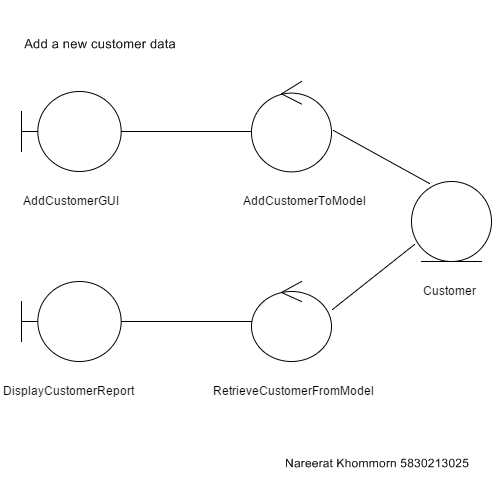 Add a new customer data
AddCustomerGUI
AddCustomerToModel
Customer
DisplayCustomerReport
RetrieveCustomerFromModel
Nareerat Khommorn 5830213025